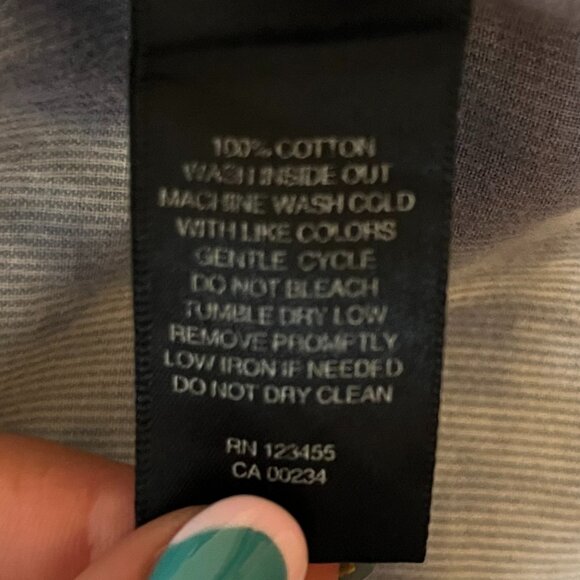 100% COTTON
WASH INSIDE OUT
MACHINE WASH COLD
WITH LIKE COLORS
GENTLE CYCLE
DO NOT BLEACH
TUMBLE DRY LOW
REMOVE PROMPTLY
LOW IRON IF NEEDED
DO NOT DRY CLEAN
RN 123455
CA 00234